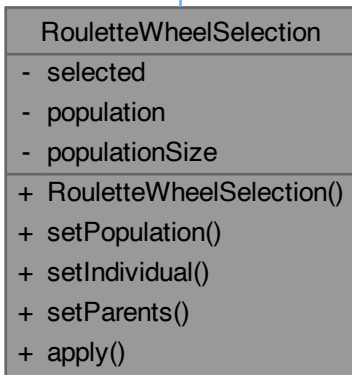 RouletteWheelSelection
- selected
- population
- populationSize
+ RouletteWheelSelection()
+ setPopulation()
+ setIndividual()
+ setParents()
+ apply()